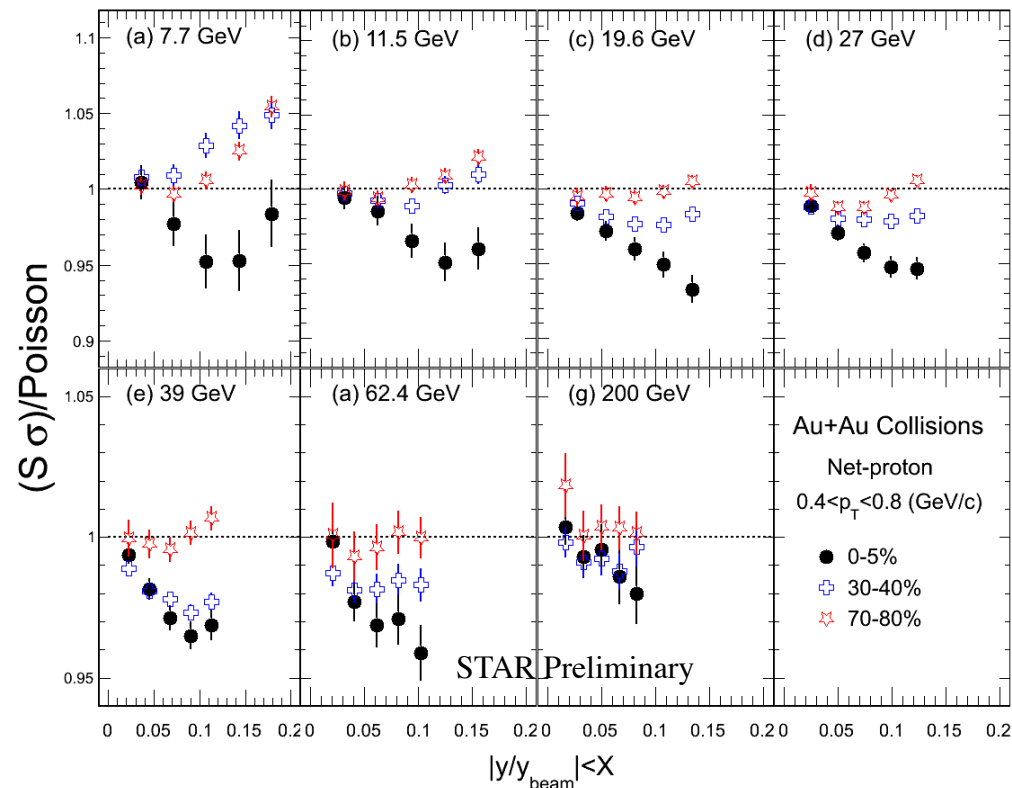 (S σ)/Poisson
(a) 7.7 GeV
(b) 11.5 GeV
(c) 19.6 GeV
(d) 27 GeV
1.1
1.05
1
0.95
0.9
(e) 39 GeV
(a) 62.4 GeV
(g) 200 GeV
1.05
1
0.95
Au+Au Collisions
Net-proton
0.4<p_T<0.8 (GeV/c)
0-5%
30-40%
70-80%
STAR Preliminary
0 0.05 0.1 0.15 0.2
0 0.05 0.1 0.15 0.2
0 0.05 0.1 0.15 0.2
0 0.05 0.1 0.15
|y/y_beam|<X